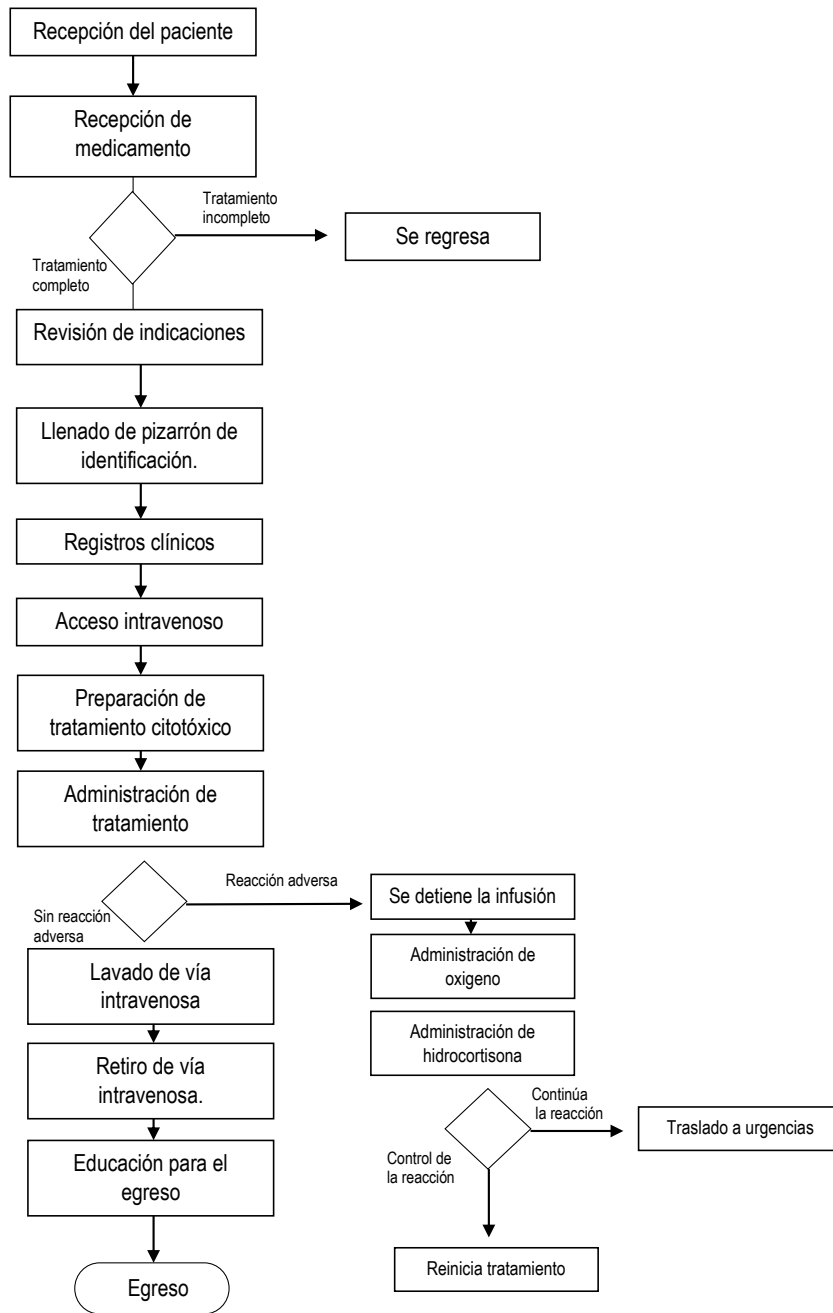 Recepción del paciente
Recepción de
medicamento
Tratamiento
incompleto
Se regresa
Tratamiento
completo
Revisión de indicaciones
Llenado de pizarrón de
identificación.
Registros clínicos
Acceso intravenoso
Preparación de
tratamiento citotóxico
Administración de
tratamiento
Reacción adversa
Se detiene la infusión
Sin reacción
adversa
Administración de
oxigeno
Lavado de vía
intravenosa
Administración de
hidrocortisona
Retiro de vía
intravenosa.
Continúa
la reacción
Traslado a urgencias
Control de
la reacción
Educación para el
egreso
Reinicia tratamiento
Egreso